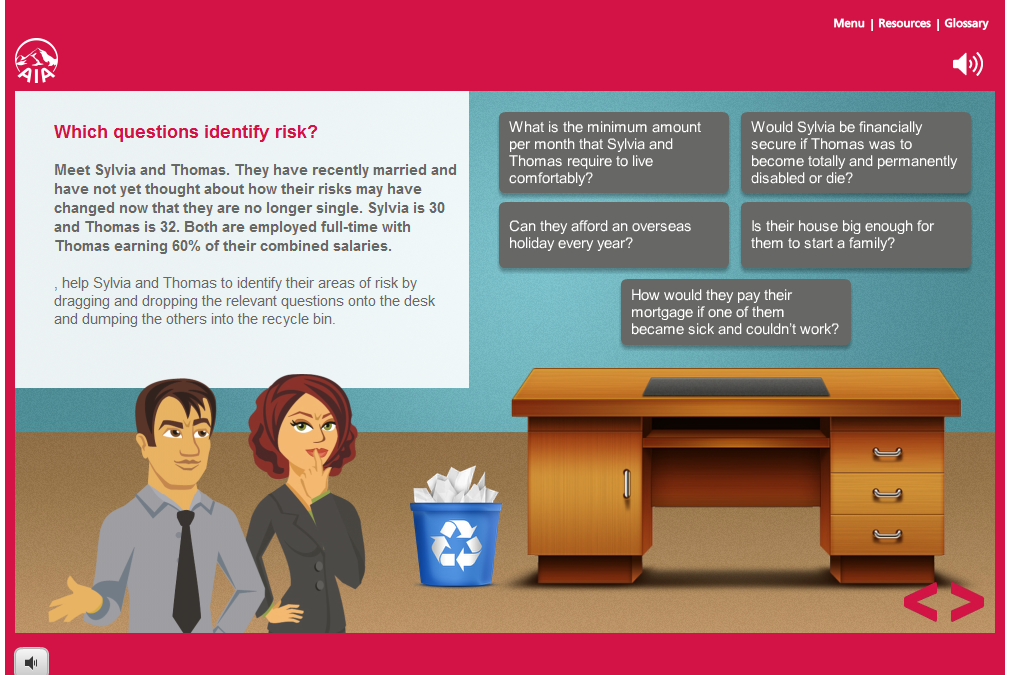 Menu | Resources | Glossary
AIA
Which questions identify risk?
Meet Sylvia and Thomas. They have recently married and
have not yet thought about how their risks may have
changed now that they are no longer single. Sylvia is 30
and Thomas is 32. Both are employed full-time with
Thomas earning 60% of their combined salaries.
, help Sylvia and Thomas to identify their areas of risk by
dragging and dropping the relevant questions onto the desk
and dumping the others into the recycle bin.
What is the minimum amount
per month that Sylvia and
Thomas require to live
comfortably?
Would Sylvia be financially
secure if Thomas was to
become totally and permanently
disabled or die?
Can they afford an overseas
holiday every year?
Is their house big enough for
them to start a family?
How would they pay their
mortgage if one of them
became sick and couldn't work?